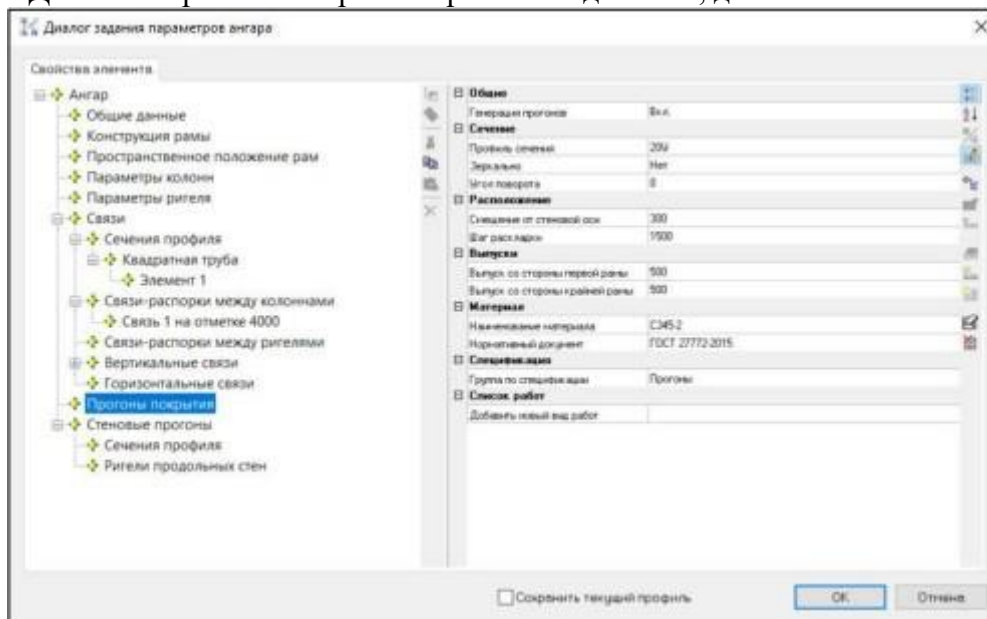 Диалог задания параметров ангара
Свойства элемента
Ангар
Общие данные
Конструкция рамы
Пространственное положение рам
Параметры колонн
Параметры ригеля
Связи
Сечения профиля
Квадратная труба
Элемент 1
Связи-распорки между колоннами
Связь 1 на отметке 4000
Связи-распорки между ригелями
Вертикальные связи
Горизонтальные связи
Прогоны покрытия
Стеновые прогоны
Сечения профиля
Ригели продольных стен
Общие
Генерация прогонов Вкл.
Сечение
Профиль сечения
Зеркально Нет
Угол поворота 0
Расположение
Смещение от стеновой оси 300
Шаг раскладки 1500
Выпуски
Выпуск со стороны первой рамы 500
Выпуск со стороны крайней рамы 500
Материал
Наименование материала С345-2
Нормативный документ ГОСТ 27772-2015
Спецификация
Группа по спецификации Прогоны
Список работ
Добавить новый вид работ
Сохранить текущий профиль
OK
Отмена